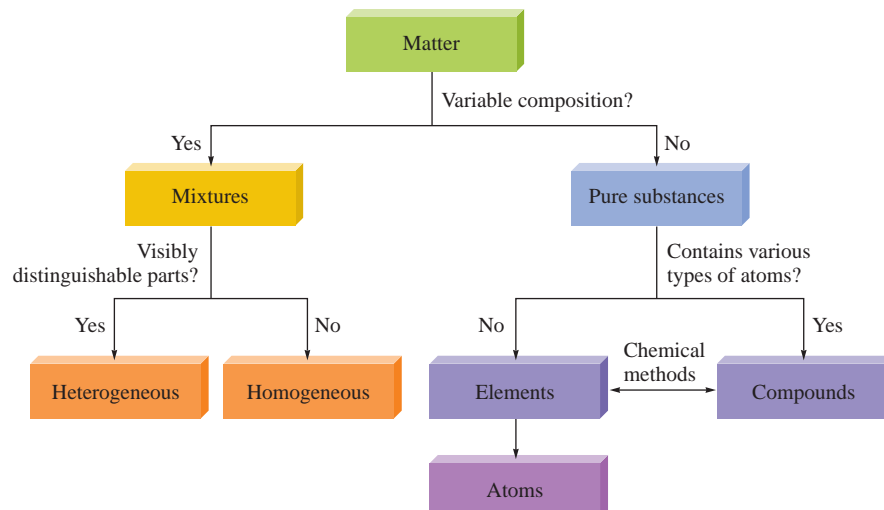 Matter
Variable composition?
Yes
No
Mixtures
Pure substances
Visibly
distinguishable parts?
Contains various
types of atoms?
Yes
No
No
Yes
Heterogeneous
Homogeneous
Elements
Chemical
methods
Compounds
Atoms